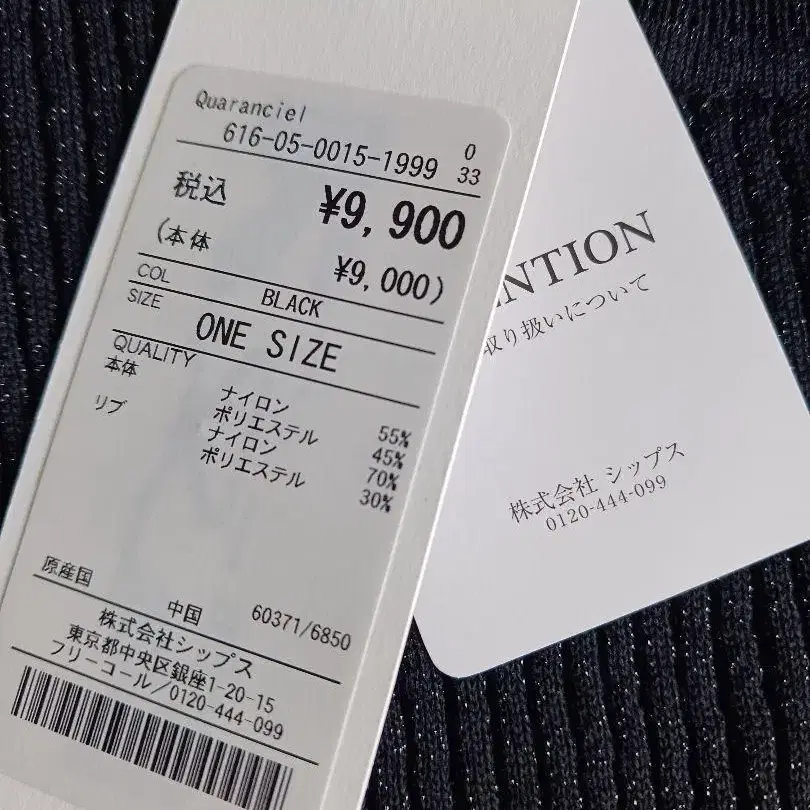 Quaranciel
616-05-0015-1999
0
33
税込 ¥9,900
(本体 ¥9,000)
COL BLACK
SIZE
ONE SIZE
QUALITY
本体 ナイロン 55%
ポリエステル 45%
リブ ナイロン 70%
ポリエステル 30%
原産国
中国 60371/6850
株式会社シップス
東京都中央区銀座1-20-15
フリーコール/0120-444-099
ENTION
取り扱いについて
株式会社 シップス
0120-444-099